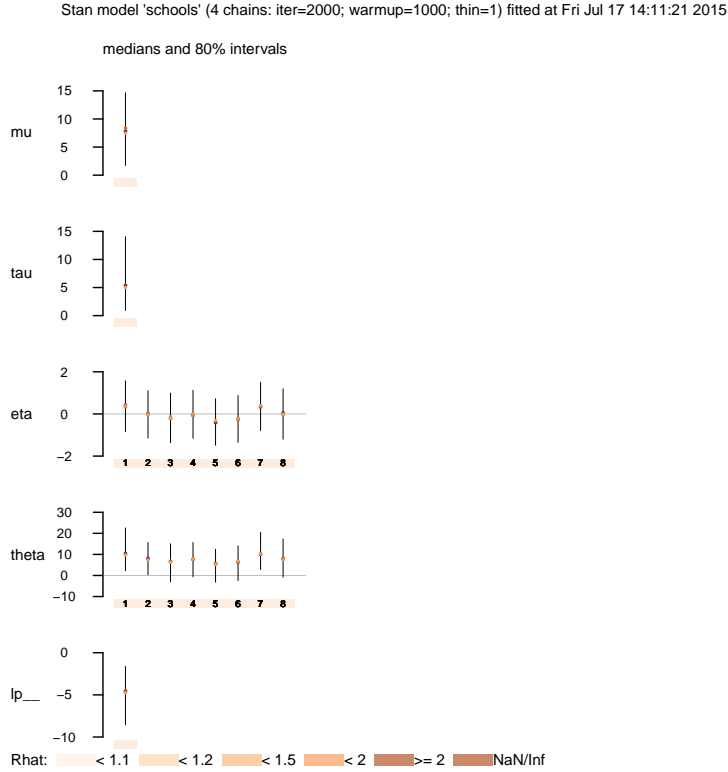 Stan model 'schools' (4 chains: iter=2000; warmup=1000; thin=1) fitted at Fri Jul 17 14:11:21 2015
medians and 80% intervals
mu
15
10
5
0
tau
15
10
5
0
eta
2
0
−2
1 2 3 4 5 6 7 8
theta
30
20
10
0
−10
1 2 3 4 5 6 7 8
lp__
0
−5
−10
Rhat: < 1.1 < 1.2 < 1.5 < 2 >= 2 NaN/Inf